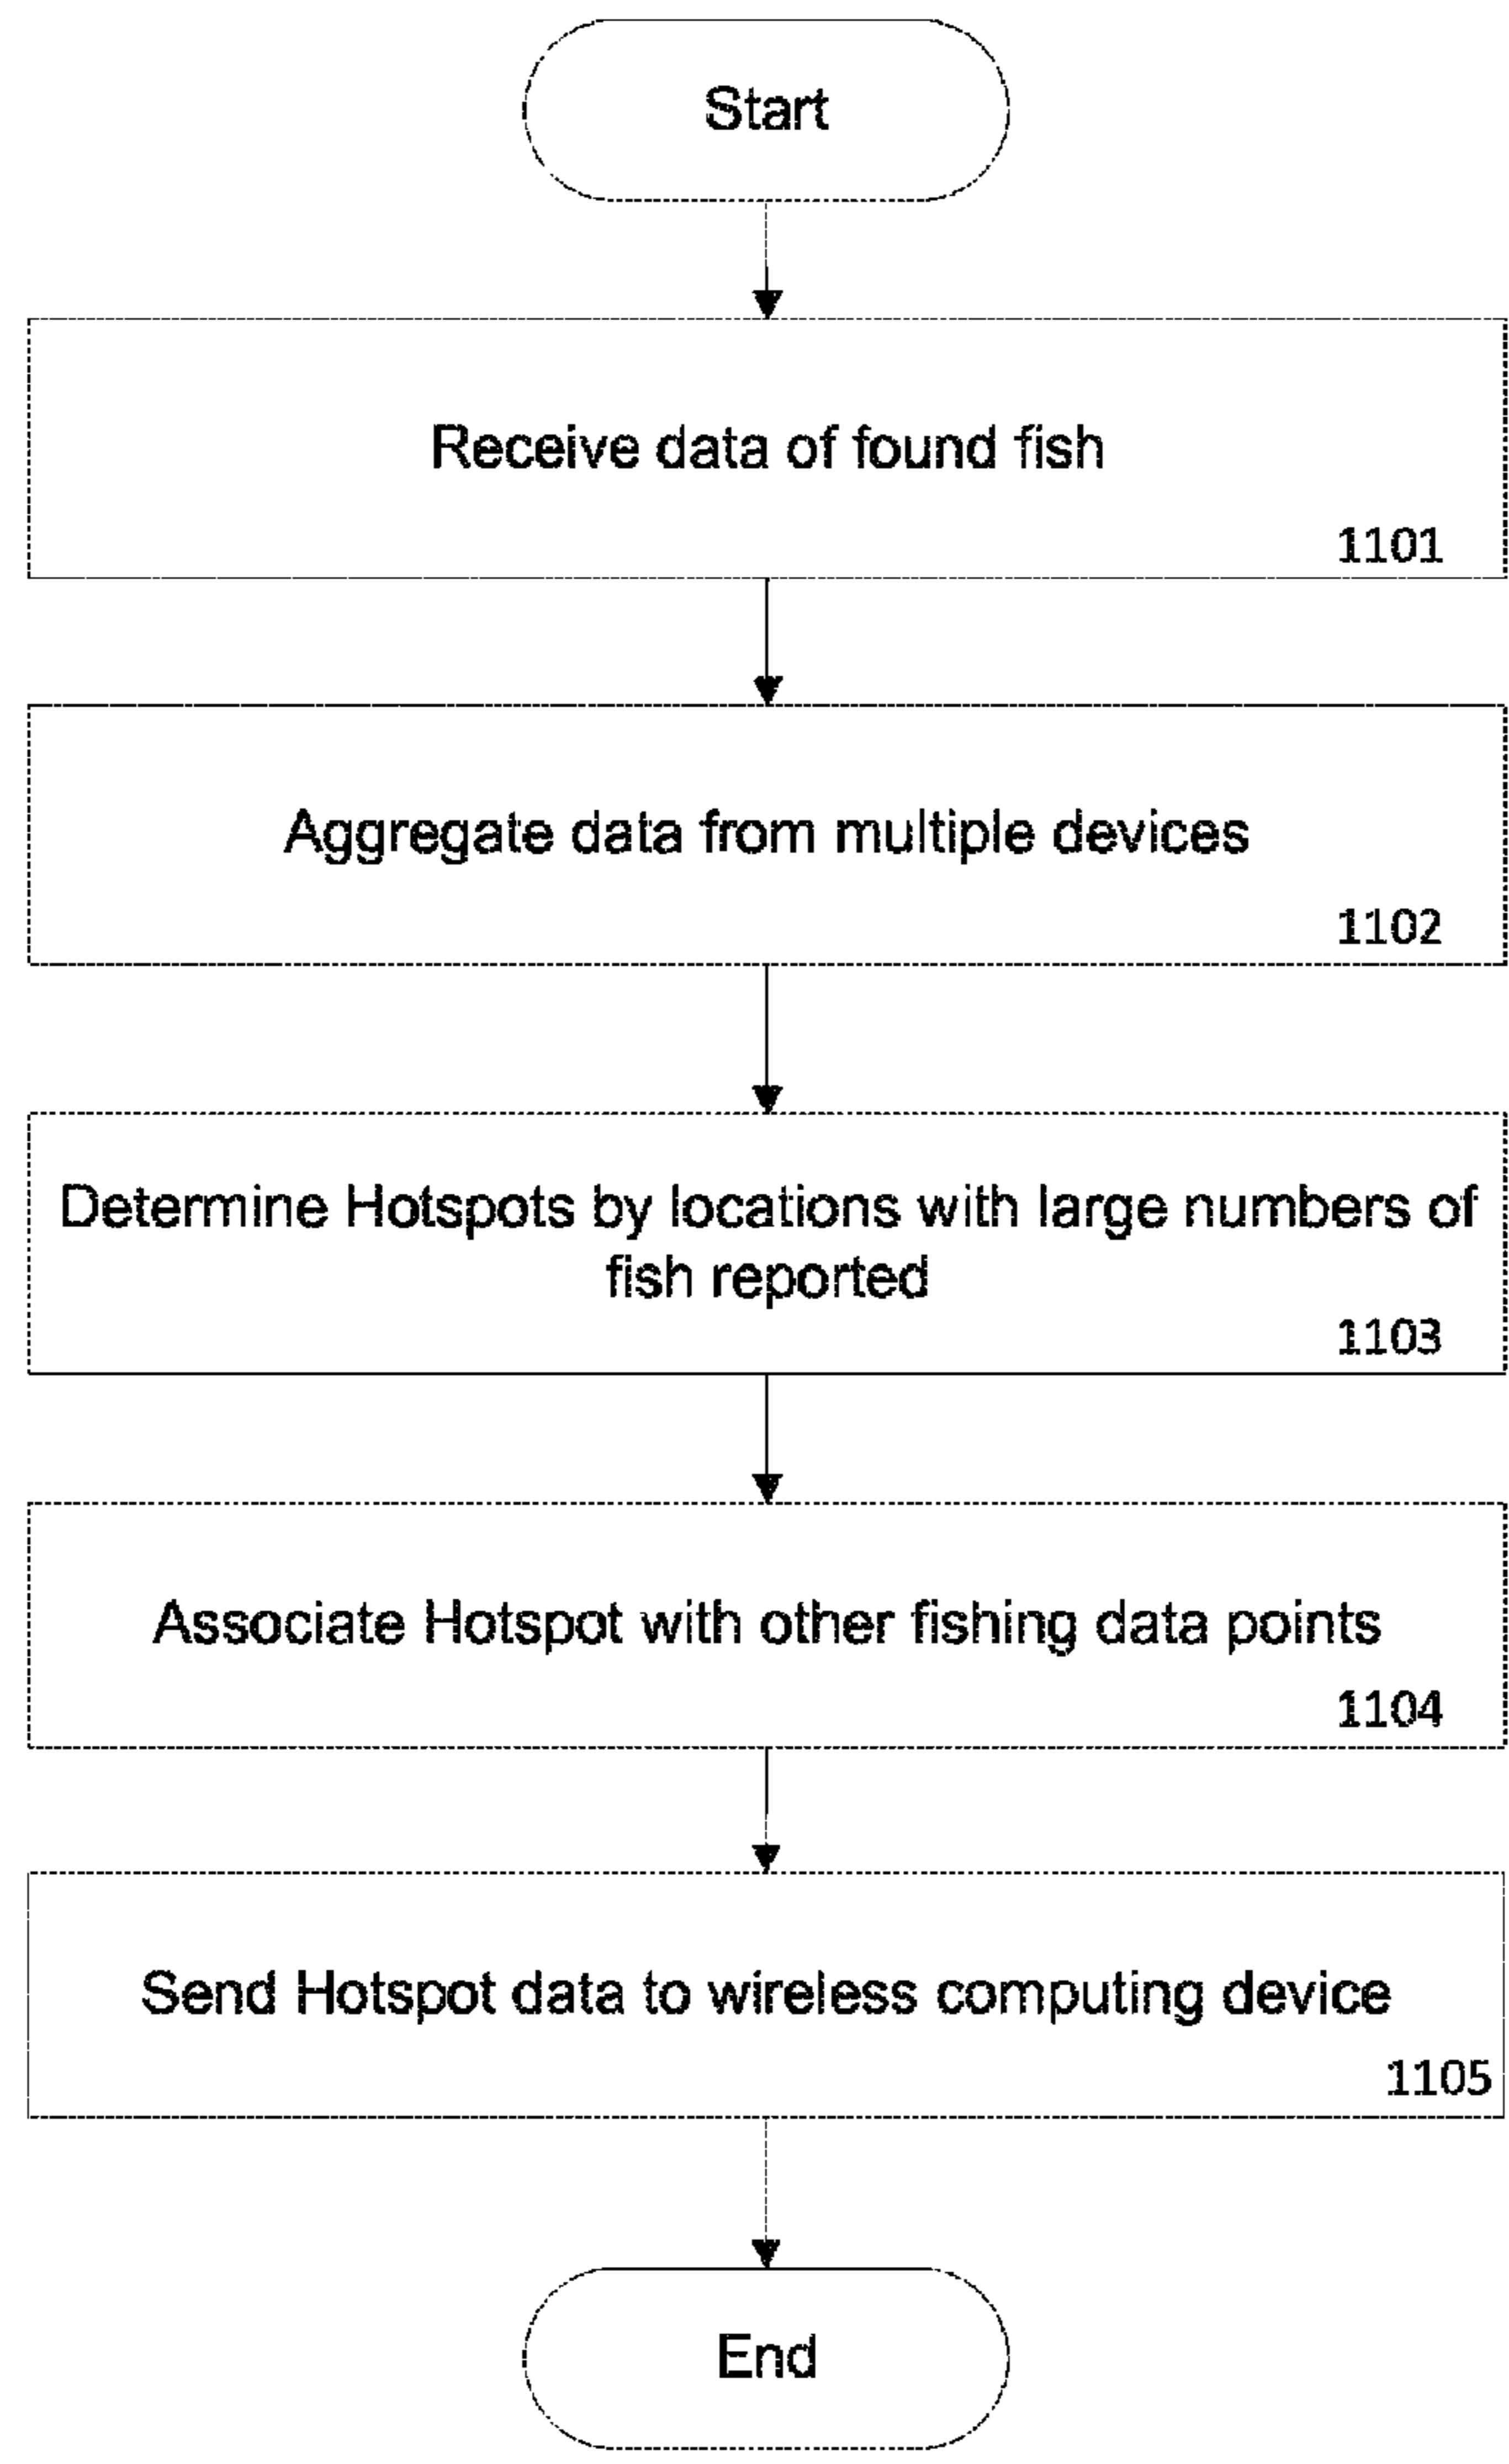 Start
Receive data of found fish
1101
Aggregate data from multiple devices
1102
Determine Hotspots by locations with large numbers of
fish reported
1103
Associate Hotspot with other fishing data points
1104
Send Hotspot data to wireless computing device
1105
End